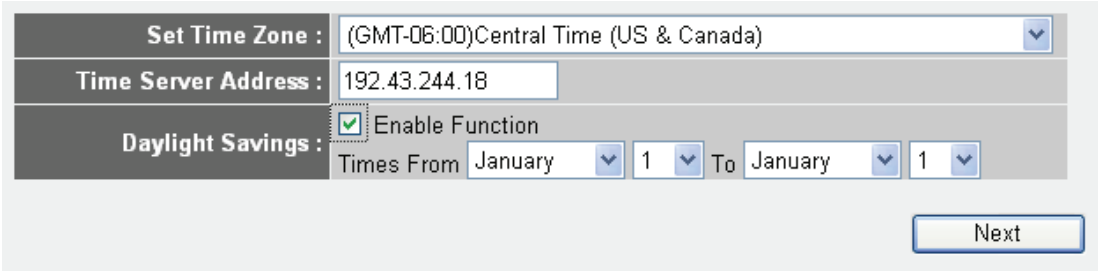 Set Time Zone : (GMT-06:00)Central Time (US & Canada)
Time Server Address : 192.43.244.18
Daylight Savings : Enable Function
Times From January 1 To January 1
Next